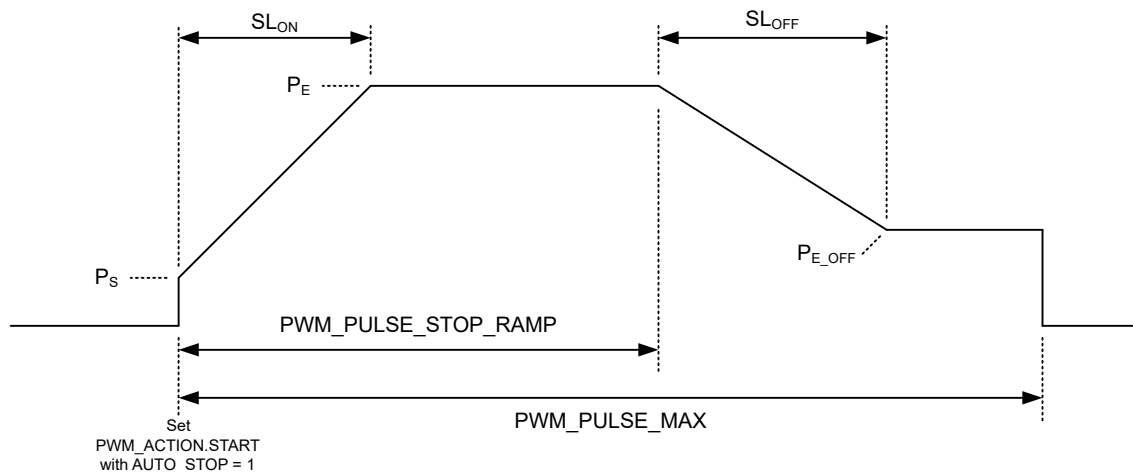 SLON
SLOFF
PE
PS
PE_OFF
PWM_PULSE_STOP_RAMP
PWM_PULSE_MAX
Set
PWM_ACTION.START
with AUTO_STOP = 1